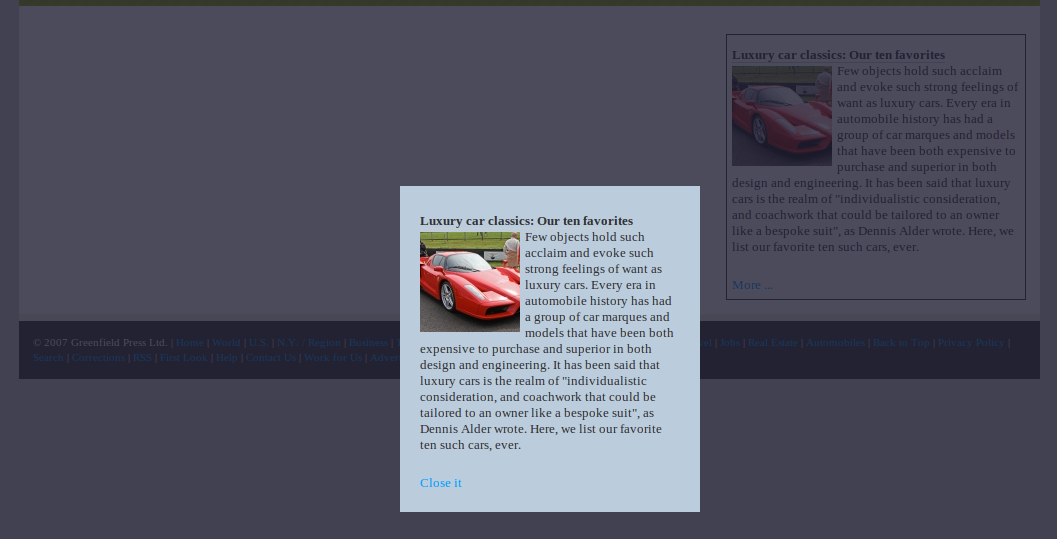 Luxury car classics: Our ten favorites
Few objects hold such acclaim
and evoke such strong feelings of
want as luxury cars. Every era in
automobile history has had a
group of car marques and models
that have been both expensive to
purchase and superior in both
design and engineering. It has been said that luxury
cars is the realm of "individualistic consideration,
and coachwork that could be tailored to an owner
like a bespoke suit", as Dennis Alder wrote. Here, we
list our favorite ten such cars, ever.
More ...
Luxury car classics: Our ten favorites
Few objects hold such
acclaim and evoke such
strong feelings of want as
luxury cars. Every era in
automobile history has had
a group of car marques and
models that have been both
expensive to purchase and superior in both
design and engineering. It has been said that
luxury cars is the realm of "individualistic
consideration, and coachwork that could be
tailored to an owner like a bespoke suit", as
Dennis Alder wrote. Here, we list our favorite
ten such cars, ever.
Close it
© 2007 Greenfield Press Ltd. | Home | World | U.S. | N.Y. / Region | Business | | Jobs | Real Estate | Automobiles | Back to Top | Privacy Policy |
Search | Corrections | RSS | First Look | Help | Contact Us | Work for Us |